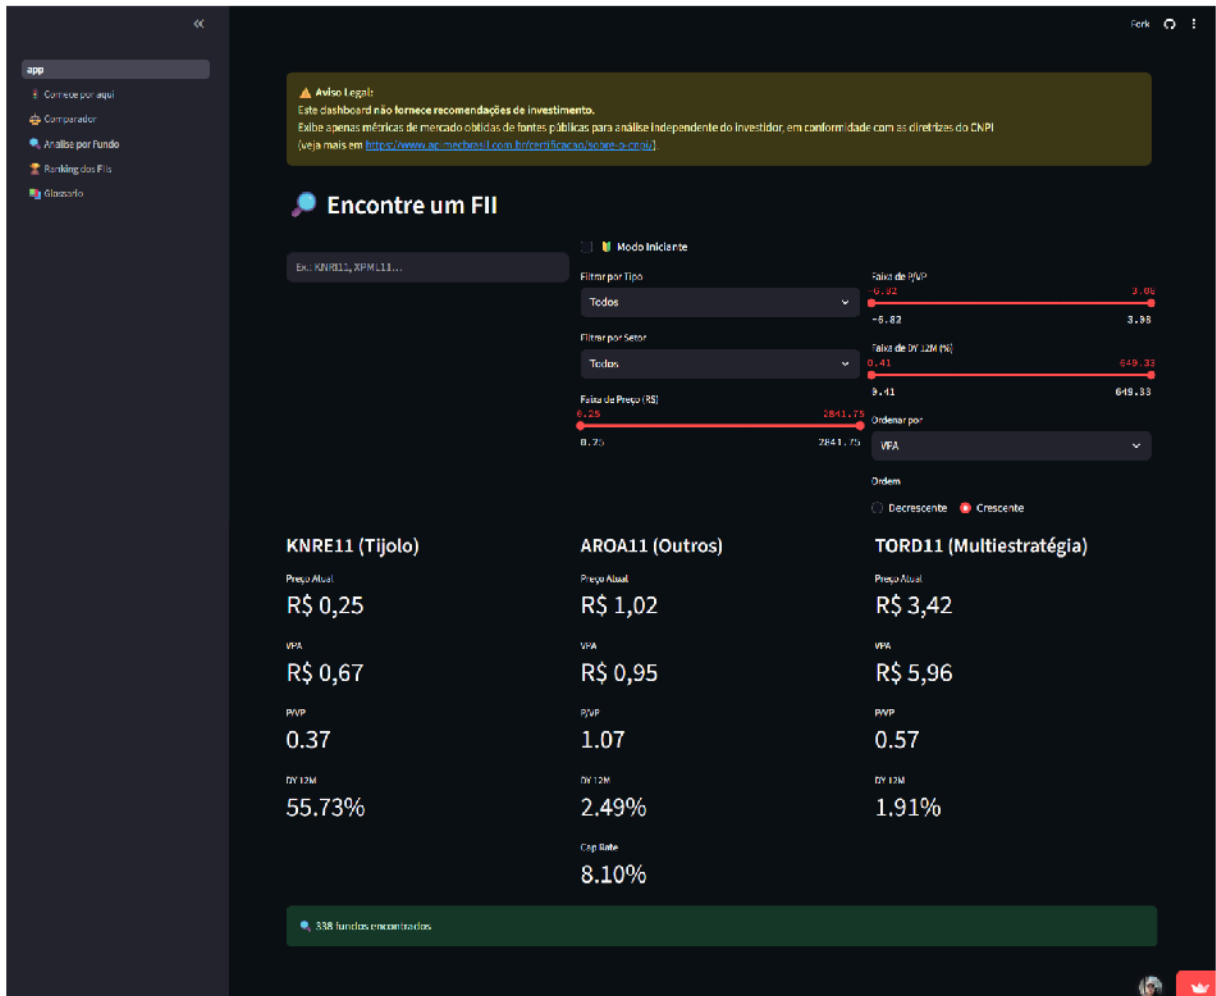 Fork
app
Comece por aqui
Comparador
Analise por Fundo
Ranking dos FIIs
Glossario
Aviso Legal:
Este dashboard não fornece recomendações de investimento.
Exibe apenas métricas de mercado obtidas de fontes públicas para análise independente do investidor, em conformidade com as diretrizes do CNPI
(veja mais em https://www.apimecbrasil.com.br/certificacao/sobre-o-cnpi/).
Encontre um FII
Ex.: KNRI11, XPML11...
Modo Iniciante
Filtrar por Tipo
Todos
Filtrar por Setor
Todos
Faixa de Preço (R$)
0.25 2841.75
0.25 2841.75
Faixa de P/VP
-6.82 3.08
-6.82 3.08
Faixa de DY 12M (%)
0.41 649.33
0.41 649.33
Ordenar por
VPA
Ordem
Decrescente Crescente
KNRE11 (Tijolo)
Preço Atual
R$ 0,25
VPA
R$ 0,67
P/VP
0.37
DY 12M
55.73%
AROA11 (Outros)
Preço Atual
R$ 1,02
VPA
R$ 0,95
P/VP
1.07
DY 12M
2.49%
Cap Rate
8.10%
TORD11 (Multiestratégia)
Preço Atual
R$ 3,42
VPA
R$ 5,96
P/VP
0.57
DY 12M
1.91%
338 fundos encontrados